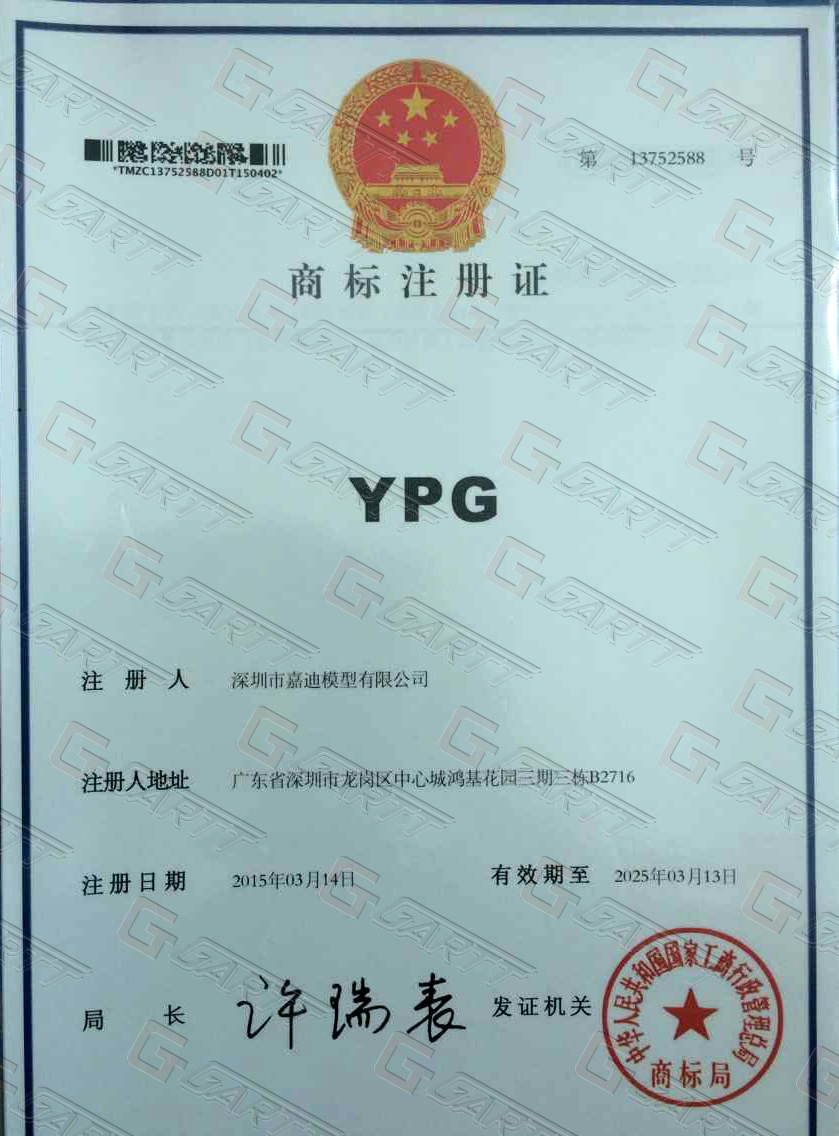 *TMZC13752588D01T150402*
第 13752588 号
商标注册证
YPG
注册人 深圳市嘉迪模型有限公司
注册人地址 广东省深圳市龙岗区中心城鸿基花园三期三栋B2716
注册日期 2015年03月14日 有效期至 2025年03月13日
局长 许瑞表 发证机关
中华人民共和国国家工商行政管理总局
商标局
GARTT